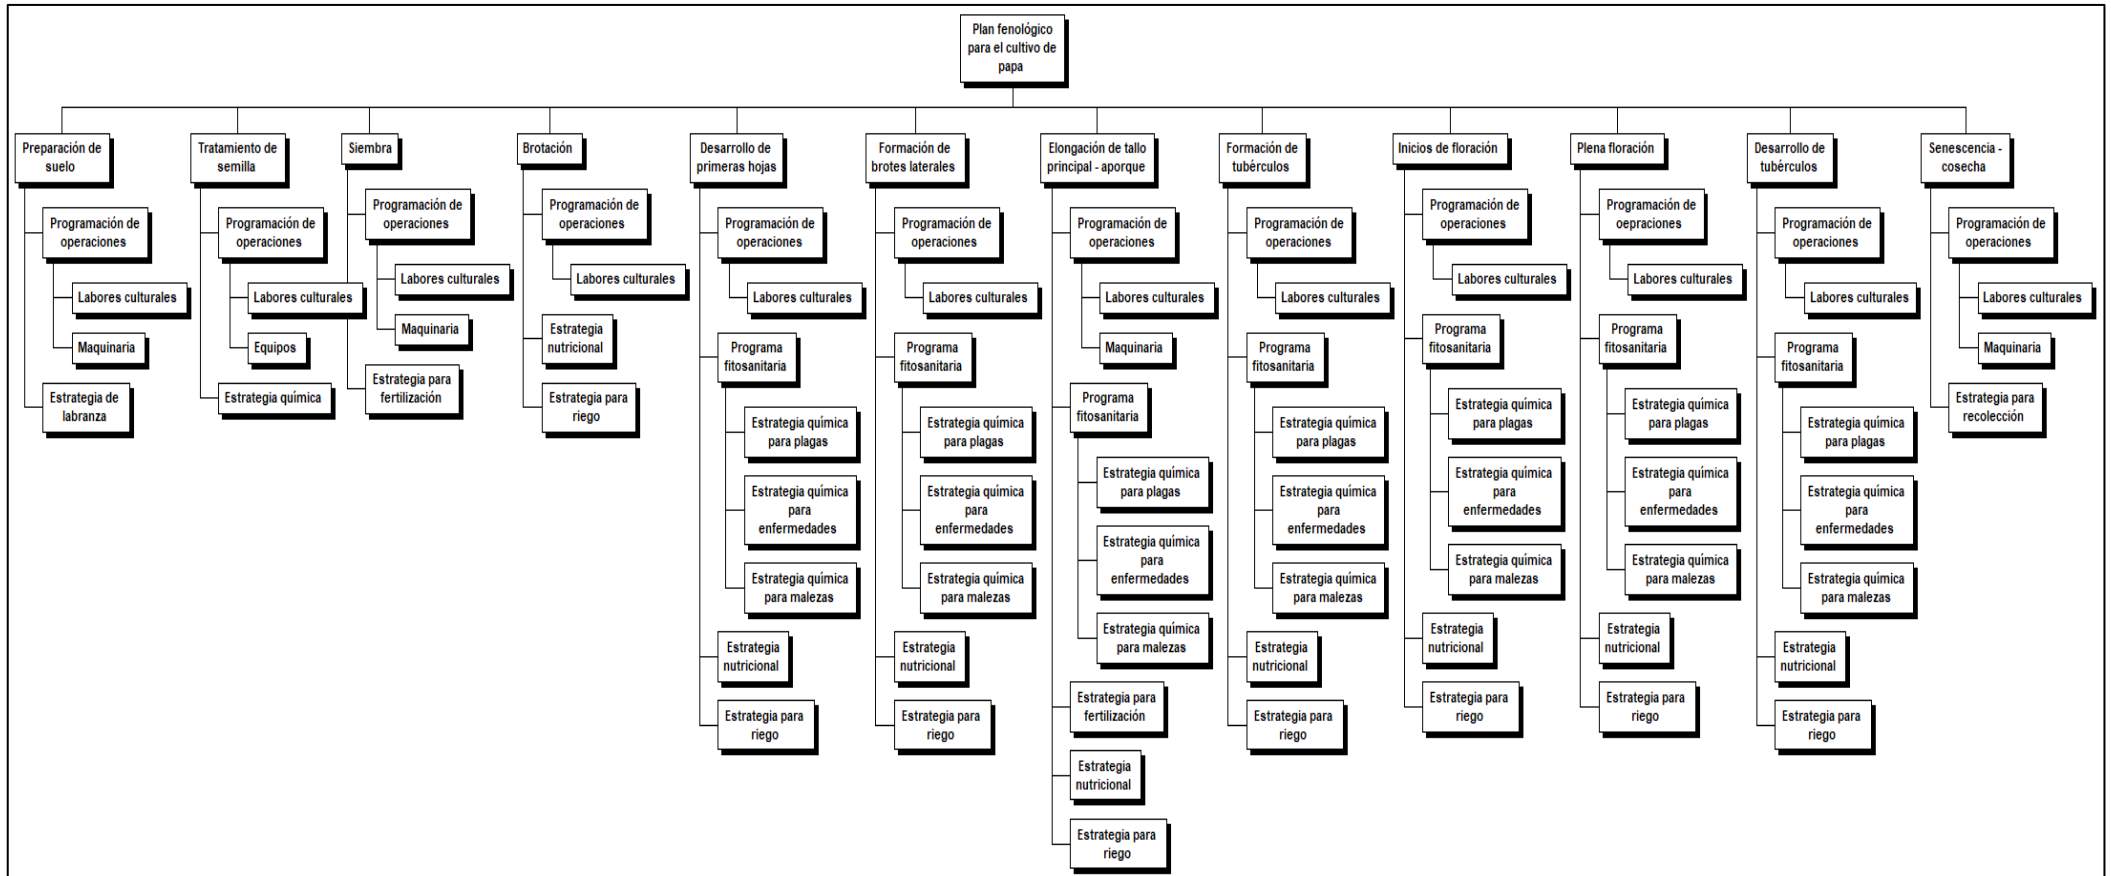 Plan fenológico
para el cultivo de
papa
Preparación de
suelo
Programación de
operaciones
Labores culturales
Maquinaria
Estrategia de
labranza
Tratamiento de
semilla
Programación de
operaciones
Labores culturales
Equipos
Estrategia química
Siembra
Programación de
operaciones
Labores culturales
Maquinaria
Estrategia para
fertilización
Brotación
Programación de
operaciones
Labores culturales
Estrategia
nutricional
Estrategia para
riego
Desarrollo de
primeras hojas
Programación de
operaciones
Labores culturales
Programa
fitosanitaria
Estrategia química
para plagas
Estrategia química
para
enfermedades
Estrategia química
para malezas
Estrategia
nutricional
Estrategia para
riego
Formación de
brotes laterales
Programación de
operaciones
Labores culturales
Programa
fitosanitaria
Estrategia química
para plagas
Estrategia química
para
enfermedades
Estrategia química
para malezas
Estrategia
nutricional
Estrategia para
riego
Elongación de tallo
principal - aporque
Programación de
operaciones
Labores culturales
Maquinaria
Programa
fitosanitaria
Estrategia química
para plagas
Estrategia química
para
enfermedades
Estrategia química
para malezas
Estrategia para
fertilización
Estrategia
nutricional
Estrategia para
riego
Formación de
tubérculos
Programación de
operaciones
Labores culturales
Programa
fitosanitaria
Estrategia química
para plagas
Estrategia química
para
enfermedades
Estrategia química
para malezas
Estrategia
nutricional
Estrategia para
riego
Inicios de floración
Programación de
operaciones
Labores culturales
Programa
fitosanitaria
Estrategia química
para plagas
Estrategia química
para
enfermedades
Estrategia química
para malezas
Estrategia
nutricional
Estrategia para
riego
Plena floración
Programación de
oepraciones
Labores culturales
Programa
fitosanitaria
Estrategia química
para plagas
Estrategia química
para
enfermedades
Estrategia química
para malezas
Estrategia
nutricional
Estrategia para
riego
Desarrollo de
tubérculos
Programación de
operaciones
Labores culturales
Programa
fitosanitaria
Estrategia química
para plagas
Estrategia química
para
enfermedades
Estrategia química
para malezas
Estrategia
nutricional
Estrategia para
riego
Senescencia -
cosecha
Programación de
operaciones
Labores culturales
Maquinaria
Estrategia para
recolección